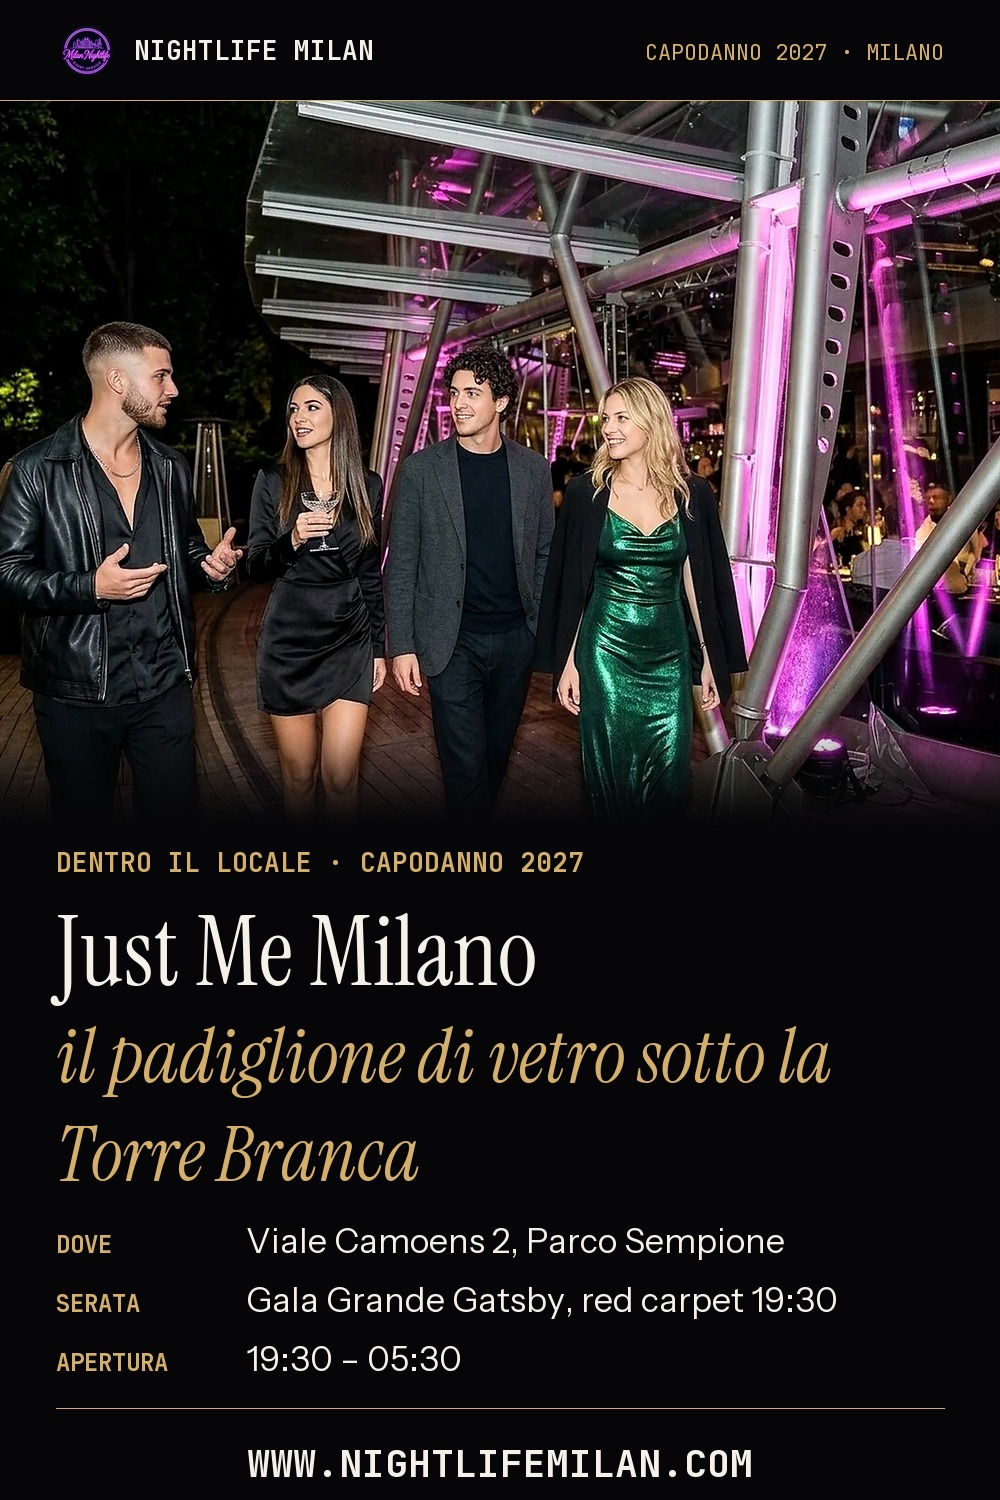 Milan Nightlife
NIGHTLIFE MILAN
CAPODANNO 2027 · MILANO
DENTRO IL LOCALE · CAPODANNO 2027
Just Me Milano
il padiglione di vetro sotto la
Torre Branca
DOVE Viale Camoens 2, Parco Sempione
SERATA Gala Grande Gatsby, red carpet 19:30
APERTURA 19:30 – 05:30
WWW.NIGHTLIFEMILAN.COM